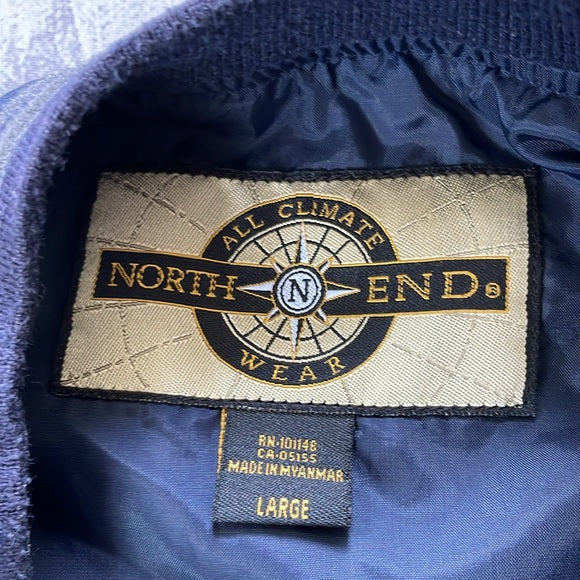 ALL CLIMATE
NORTH N END®
WEAR
RN-101148
CA-05155
MADE IN MYANMAR
LARGE